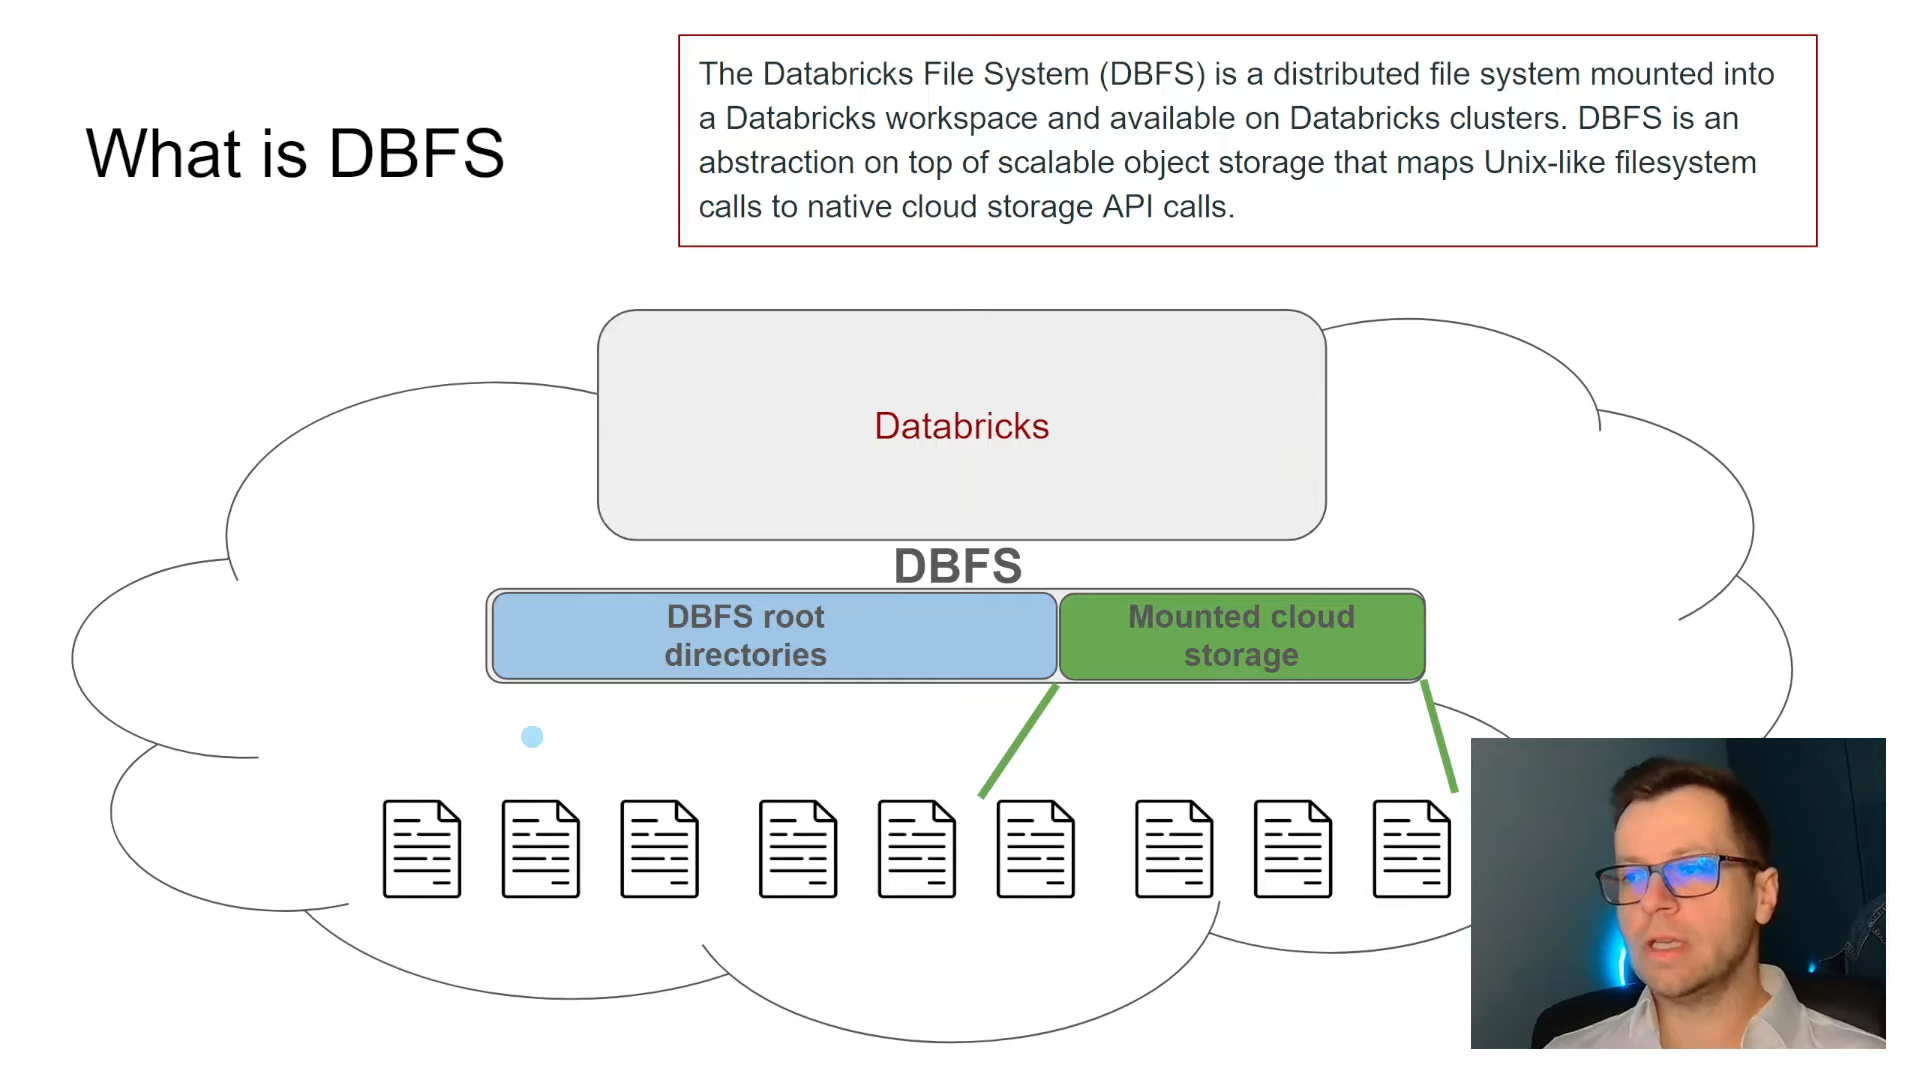 What is DBFS
The Databricks File System (DBFS) is a distributed file system mounted into
a Databricks workspace and available on Databricks clusters. DBFS is an
abstraction on top of scalable object storage that maps Unix-like filesystem
calls to native cloud storage API calls.
Databricks
DBFS
DBFS root
directories
Mounted cloud
storage